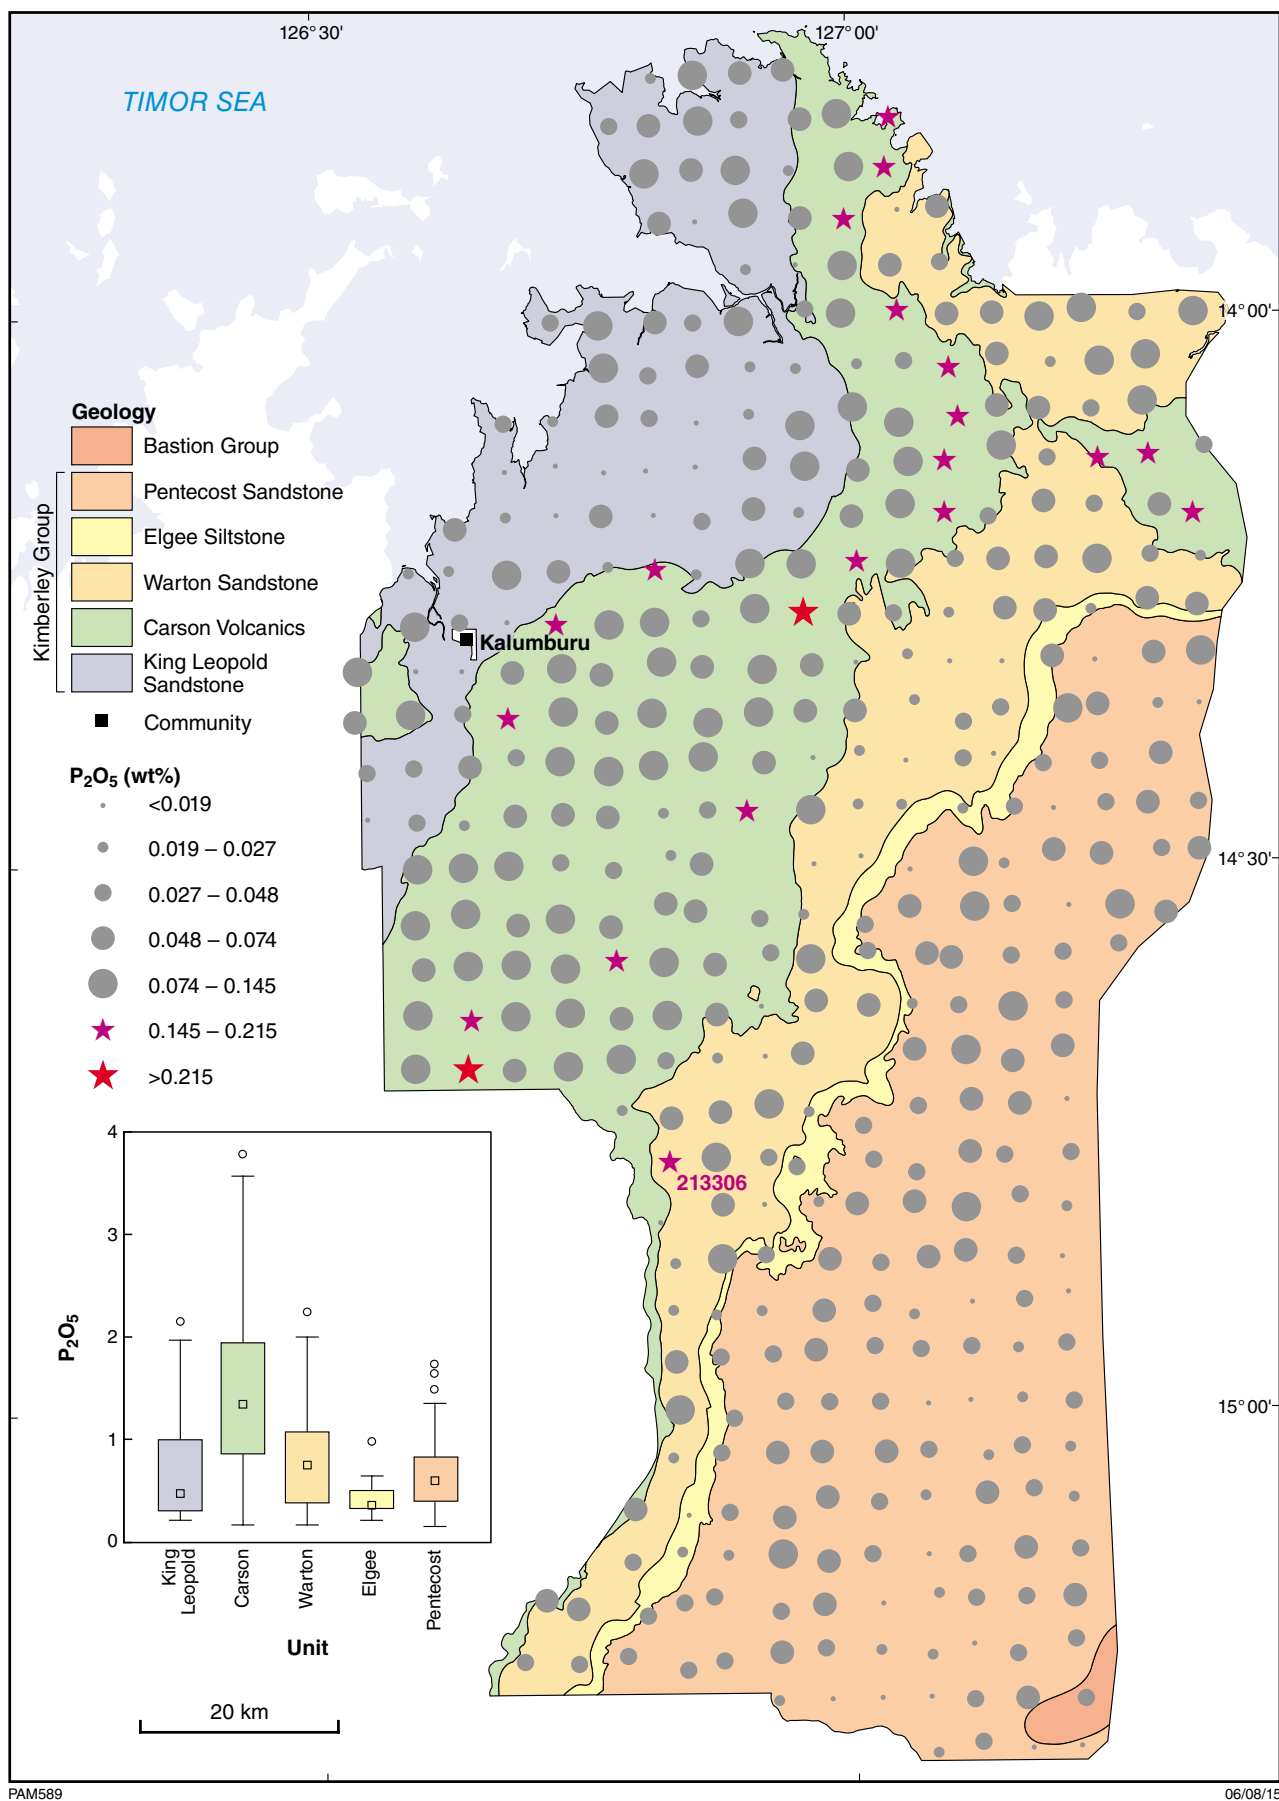 126°30'
127°00'
TIMOR SEA
14°00'
Geology
Bastion Group
Pentecost Sandstone
Elgee Siltstone
Warton Sandstone
Carson Volcanics
King Leopold
Sandstone
Kimberley Group
Community
Kalumburu
P₂O₅ (wt%)
<0.019
0.019 – 0.027
0.027 – 0.048
0.048 – 0.074
0.074 – 0.145
0.145 – 0.215
>0.215
14°30'
213306
15°00'
4
3
2
1
0
P₂O₅
King
Leopold
Carson
Warton
Elgee
Pentecost
Unit
20 km
PAM589
06/08/15